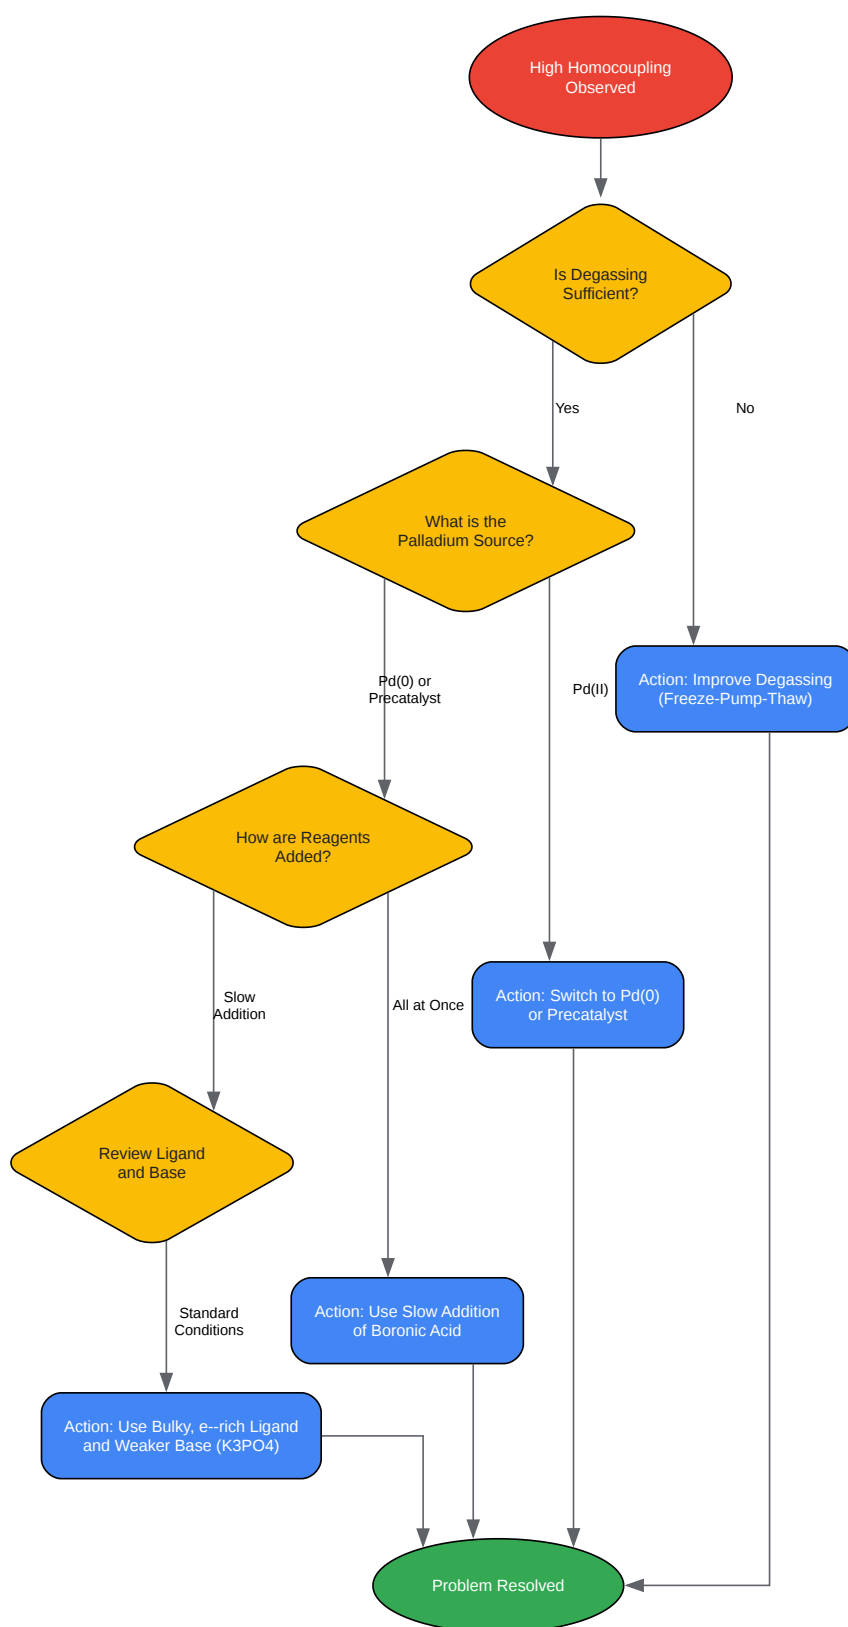 High Homocoupling
Observed
Is Degassing
Sufficient?
Yes
No
What is the
Palladium Source?
Pd(0) or
Precatalyst
Pd(II)
Action: Improve Degassing
(Freeze-Pump-Thaw)
How are Reagents
Added?
Slow
Addition
All at Once
Action: Switch to Pd(0)
or Precatalyst
Review Ligand
and Base
Standard
Conditions
Action: Use Slow Addition
of Boronic Acid
Action: Use Bulky, e--rich Ligand
and Weaker Base (K3PO4)
Problem Resolved